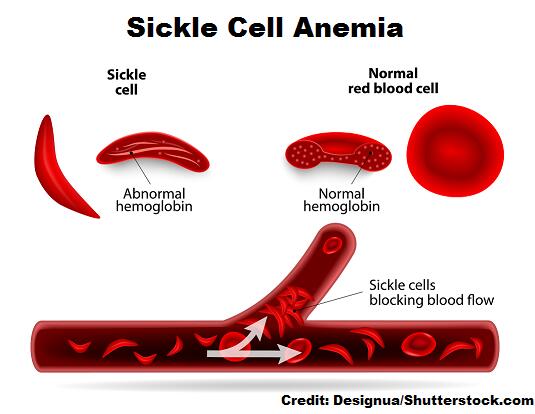 Sickle Cell Anemia
Sickle
cell
Normal
red blood cell
Abnormal
hemoglobin
Normal
hemoglobin
Sickle cells
blocking blood flow
Credit: Designua/Shutterstock.com